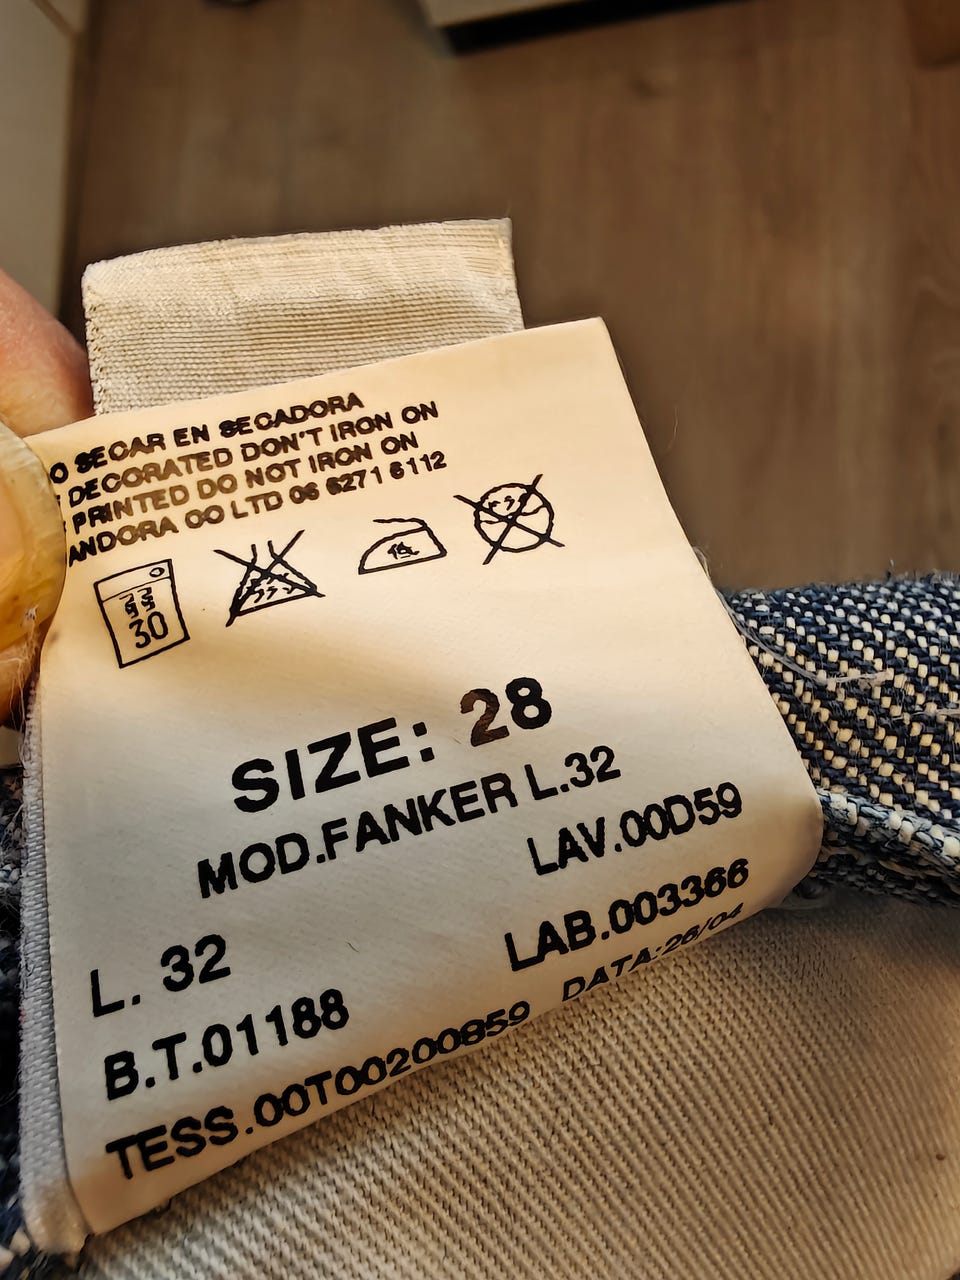 O SECAR EN SECADORA
DECORATED DON'T IRON ON
PRINTED DO NOT IRON ON
ANDORA CO LTD 06 6271 6112
30
SIZE: 28
MOD.FANKER L.32
LAV.00D59
L. 32
LAB.003366
B.T.01188
DATA:26/04
TESS.00T00200859